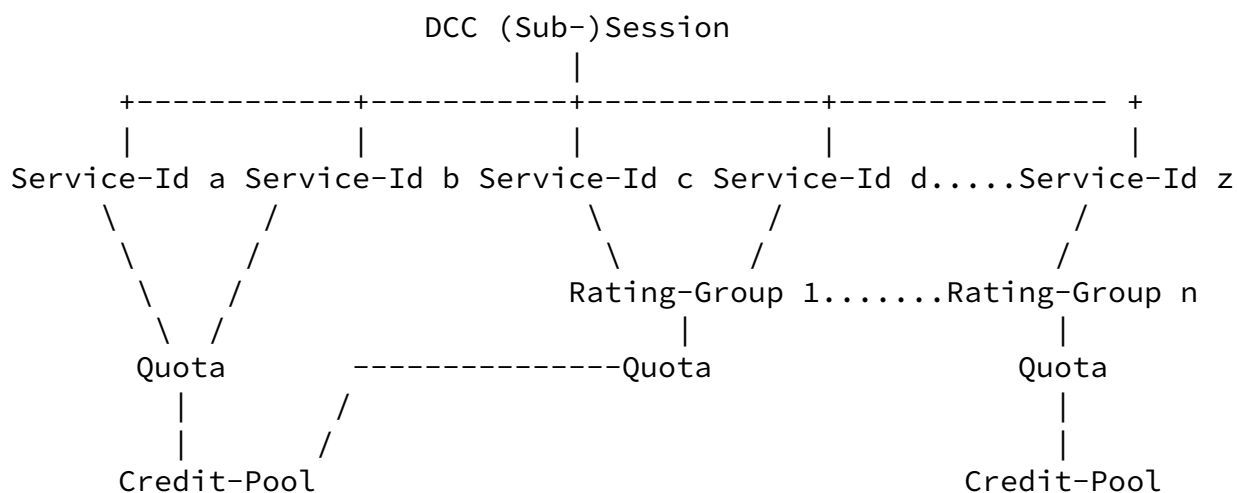 DCC (Sub-)Session
|
+------------+-----------+-------------+--------------- +
| | | | |
Service-Id a Service-Id b Service-Id c Service-Id d.....Service-Id z
\ / \ / /
\ / \ / /
\ / Rating-Group 1.......Rating-Group n
\ / | |
Quota ---------------Quota Quota
| / |
| / |
Credit-Pool Credit-Pool